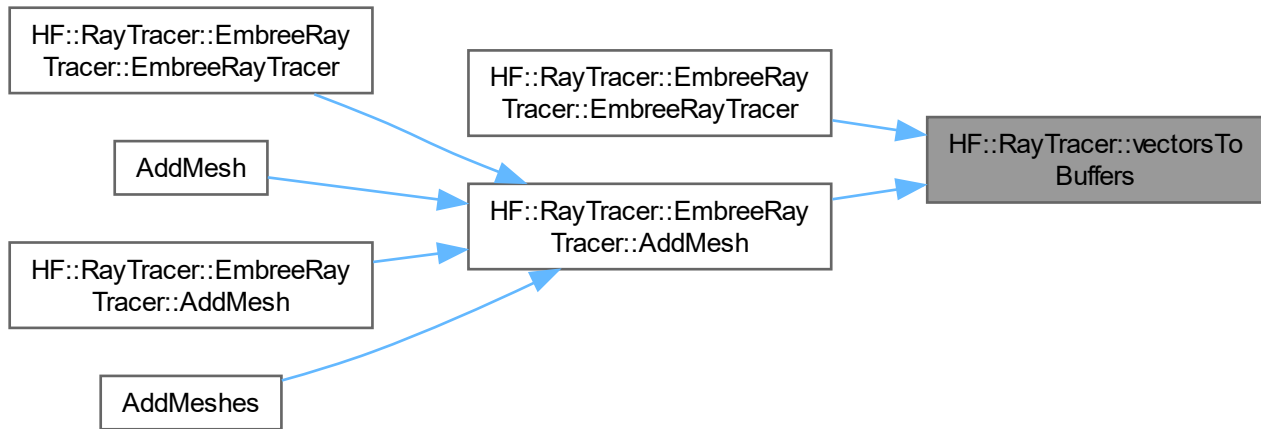 HF::RayTracer::EmbreeRay
Tracer::EmbreeRayTracer
AddMesh
HF::RayTracer::EmbreeRay
Tracer::AddMesh
AddMeshes
HF::RayTracer::EmbreeRay
Tracer::EmbreeRayTracer
HF::RayTracer::EmbreeRay
Tracer::AddMesh
HF::RayTracer::vectorsTo
Buffers